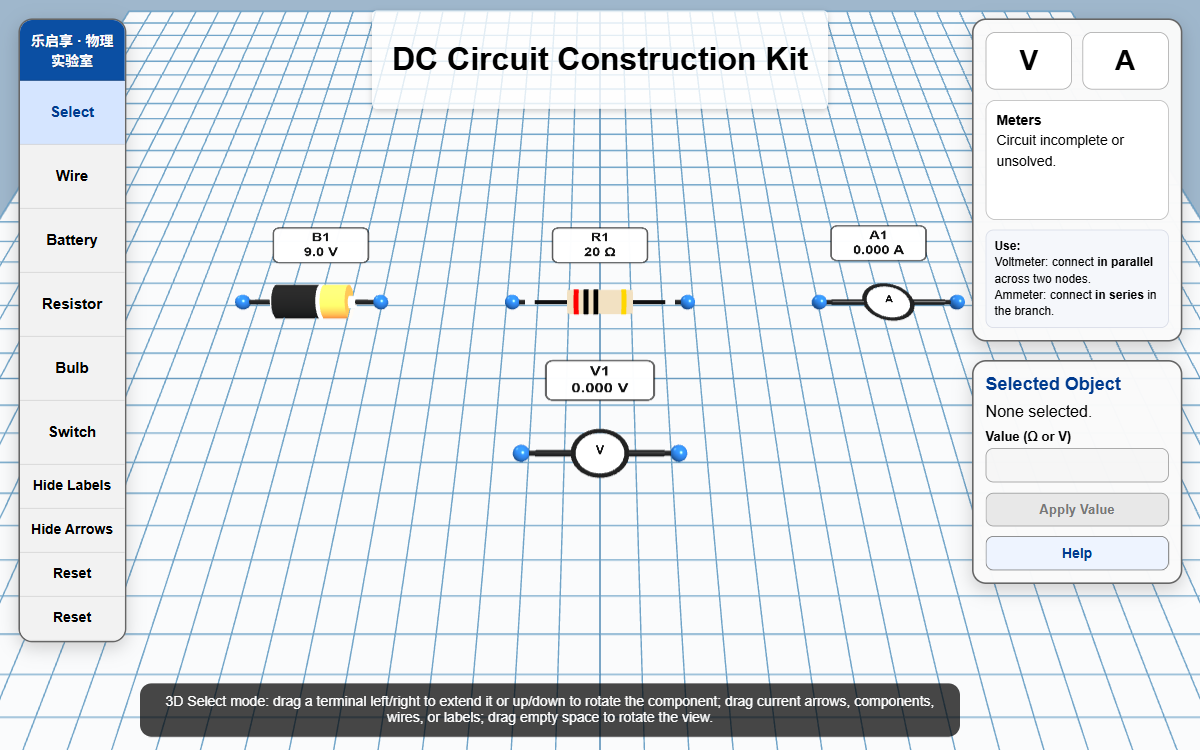 乐启享 · 物理
实验室
Select
Wire
Battery
Resistor
Bulb
Switch
Hide Labels
Hide Arrows
Reset
Reset
DC Circuit Construction Kit
B1
9.0 V
R1
20 Ω
A1
0.000 A
A
V1
0.000 V
V
V
A
Meters
Circuit incomplete or
unsolved.
Use:
Voltmeter: connect in parallel
across two nodes.
Ammeter: connect in series in
the branch.
Selected Object
None selected.
Value (Ω or V)
Apply Value
Help
3D Select mode: drag a terminal left/right to extend it or up/down to rotate the component; drag current arrows, components,
wires, or labels; drag empty space to rotate the view.